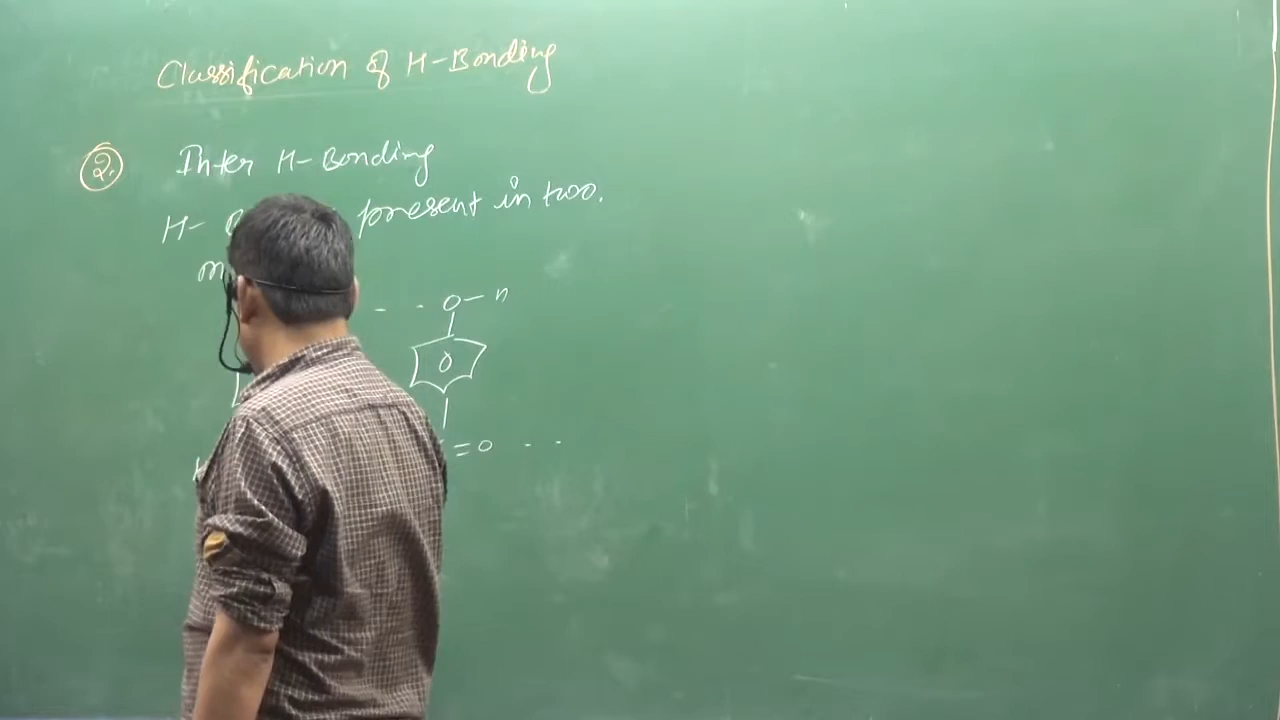 Classification of H-Bonding
2. Inter H-Bonding
H- present in two.
- - O-H
O
=O - -